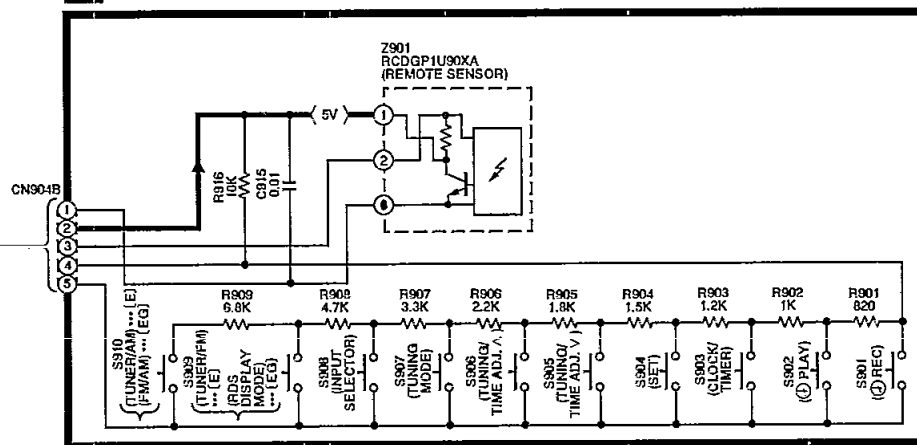 Z901
RCDGP1U90XA
(REMOTE SENSOR)
5V
1
2
R916
10K
C915
0.01
CN904B
1
2
3
4
5
R909
6.8K
R908
4.7K
R907
3.3K
R906
2.2K
R905
1.8K
R904
1.5K
R903
1.2K
R902
1K
R901
820
S910
(TUNER/AM) ••• [E]
(FM/AM) ••• [EG]
S909
(TUNER/FM)
••• [E]
(RDS
DISPLAY
MODE)
••• [EG]
S908
(INPUT
SELECTOR)
S907
(TUNING
MODE)
S906
(TUNING/
TIME ADJ. ∧)
S905
(TUNING/
TIME ADJ. ∨)
S904
(SET)
S903
(CLOCK/
TIMER)
S902
(⏻ PLAY)
S901
(⏻ REC)